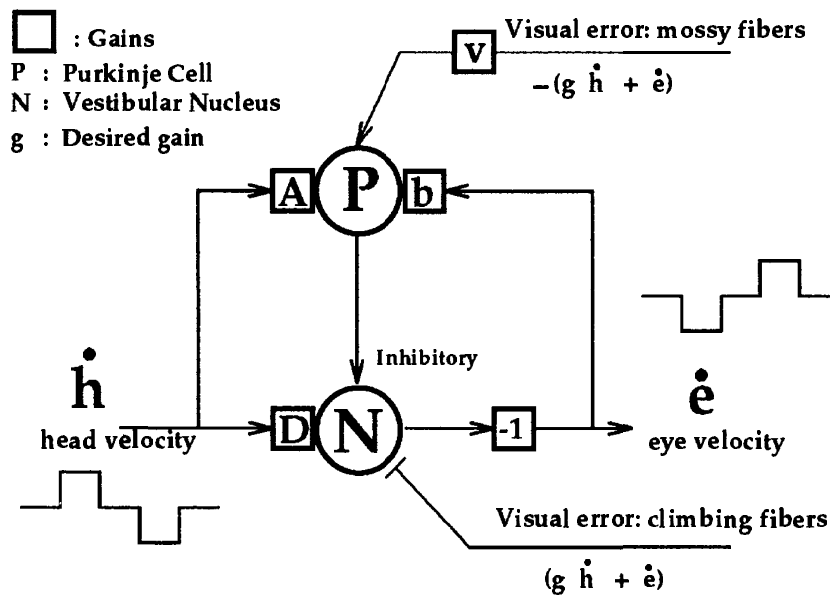 : Gains
P : Purkinje Cell
N : Vestibular Nucleus
g : Desired gain
Visual error: mossy fibers
v
−(g ḣ + ė)
A
P
b
Inhibitory
ḣ
head velocity
D
N
-1
ė
eye velocity
Visual error: climbing fibers
(g ḣ + ė)